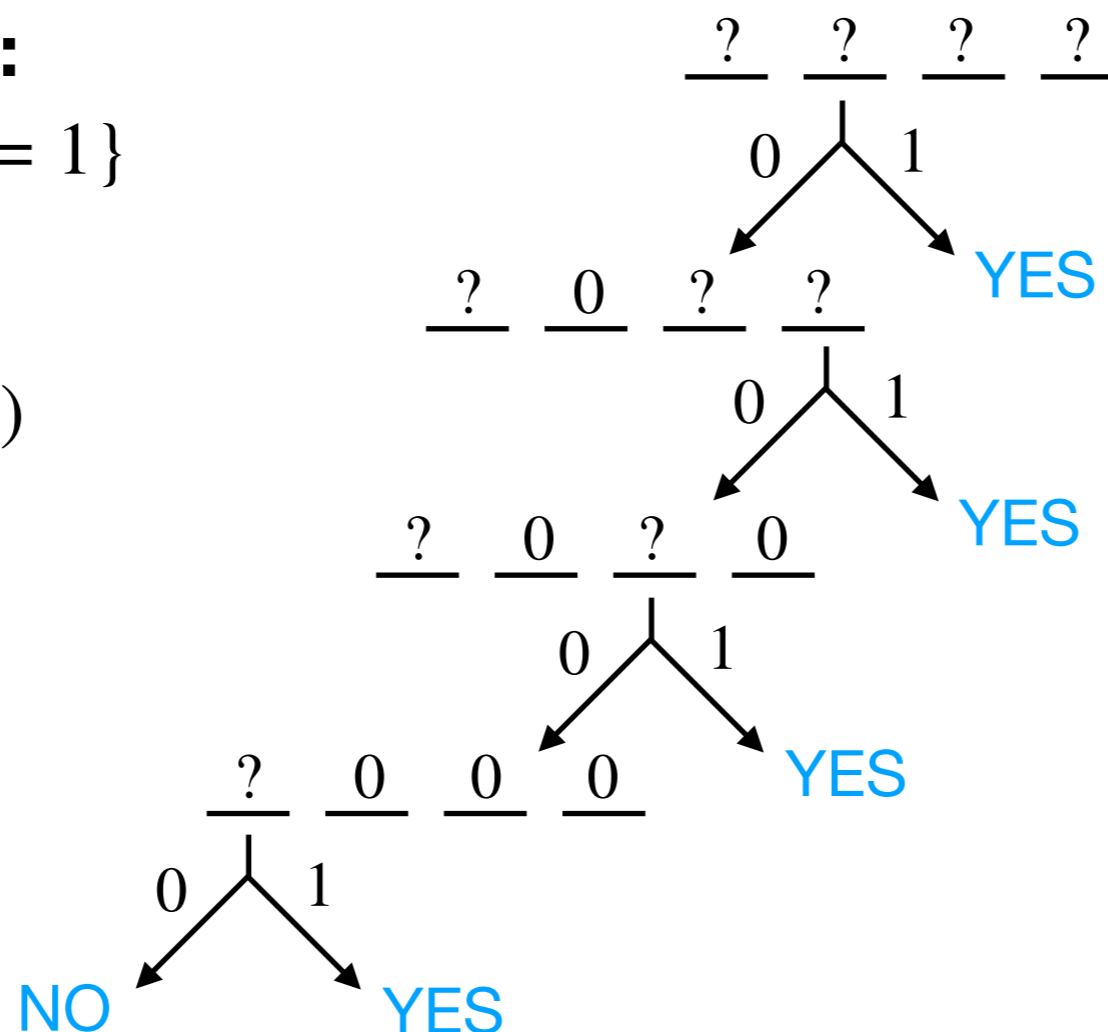 :
? ? ? ?
= 1}
0 1
YES
? 0 ? ?
)
0 1
YES
? 0 ? 0
0 1
YES
? 0 0 0
0 1
NO YES